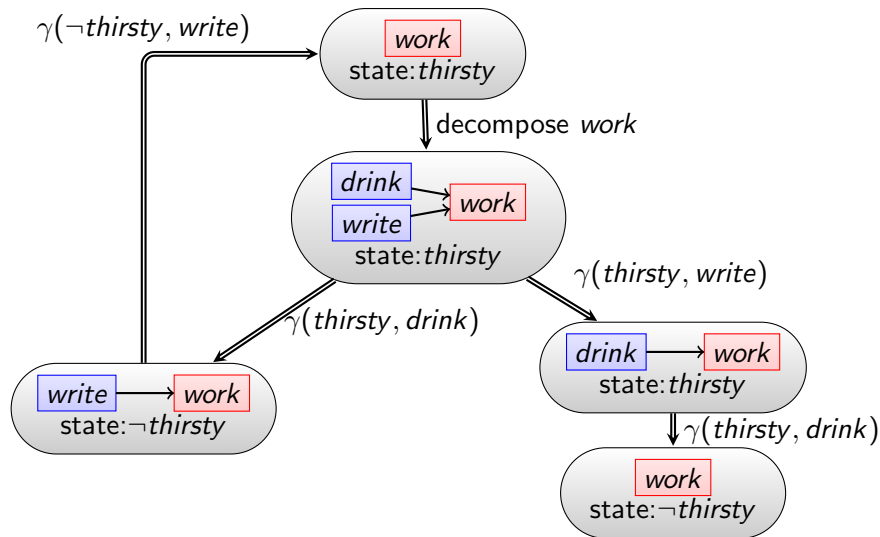 γ(¬thirsty, write)
work
state:thirsty
decompose work
drink
work
write
state:thirsty
γ(thirsty, write)
γ(thirsty, drink)
drink work
state:thirsty
write work
state:¬thirsty
γ(thirsty, drink)
work
state:¬thirsty